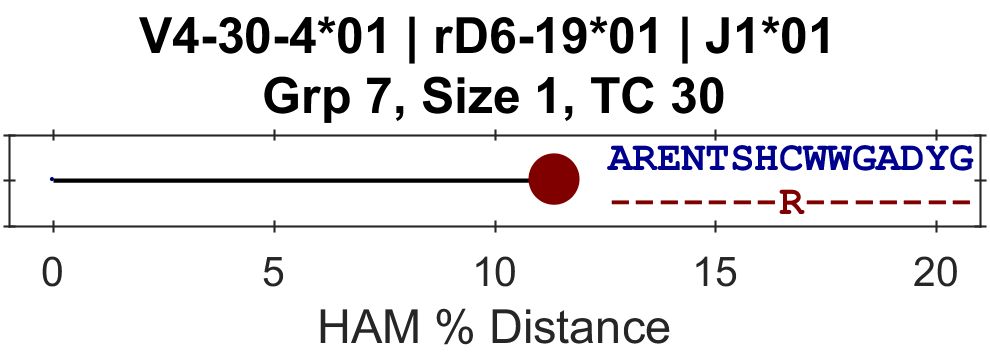 V4-30-4*01 | rD6-19*01 | J1*01
Grp 7, Size 1, TC 30
ARENTSHCWWGADYG
-------R-------
0 5 10 15 20
HAM % Distance